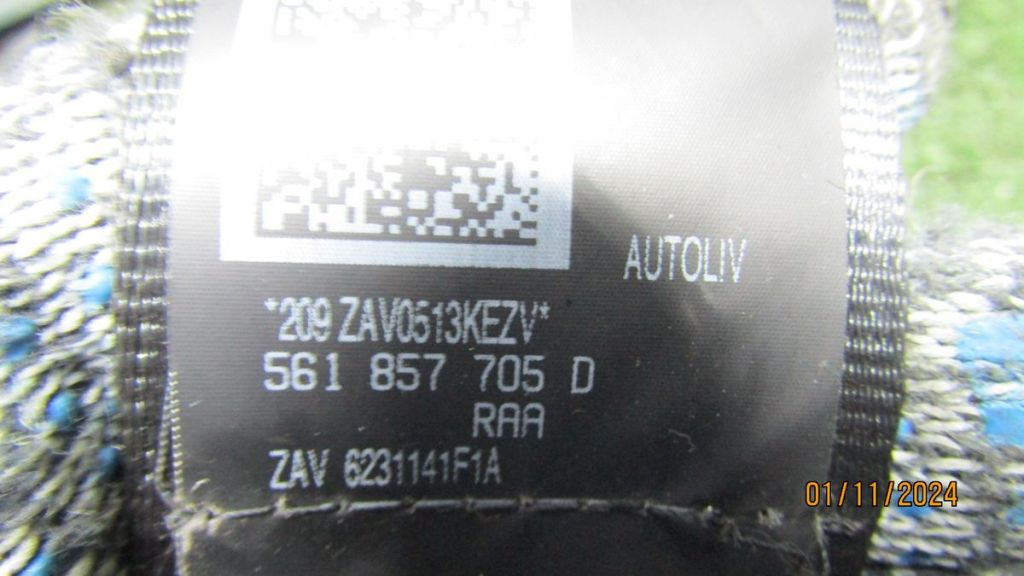 AUTOLIV
*209 ZAV0513KEZV*
561 857 705 D
RAA
ZAV 6231141F1A
01/11/2024